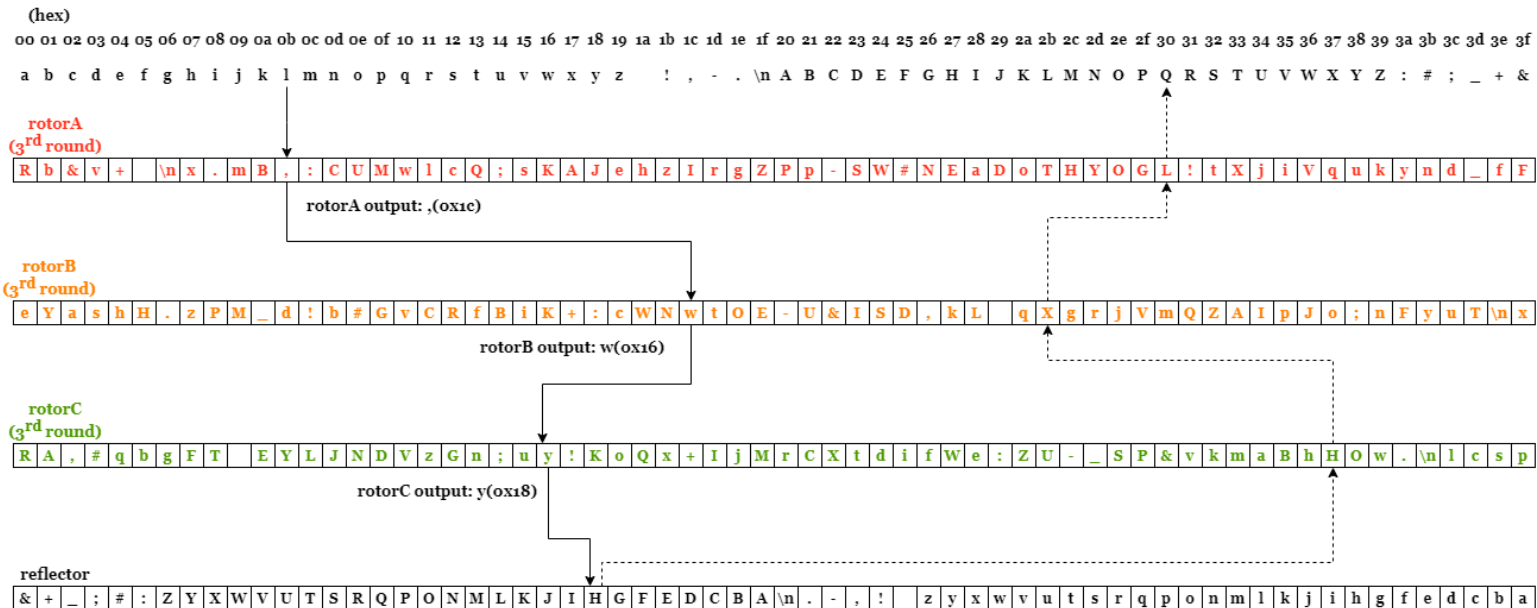 (hex)
00 01 02 03 04 05 06 07 08 09 0a 0b 0c 0d 0e 0f 10 11 12 13 14 15 16 17 18 19 1a 1b 1c 1d 1e 1f 20 21 22 23 24 25 26 27 28 29 2a 2b 2c 2d 2e 2f 30 31 32 33 34 35 36 37 38 39 3a 3b 3c 3d 3e 3f
a b c d e f g h i j k l m n o p q r s t u v w x y z ! , - . \n A B C D E F G H I J K L M N O P Q R S T U V W X Y Z : # ; _ + &
rotorA
(3rd round)
R b & v + \n x . m B , : C U M w l c Q ; s K A J e h z I r g Z P p - S W # N E a D o T H Y O G L ! t X j i V q u k y n d _ f F
rotorA output: ,(0x1c)
rotorB
(3rd round)
e Y a s h H . z P M _ d ! b # G v C R f B i K + : c W N w t O E - U & I S D , k L q X g r j V m Q Z A I p J o ; n F y u T \n x
rotorB output: w(0x16)
rotorC
(3rd round)
R A , # q b g F T E Y L J N D V z G n ; u y ! K o Q x + I j M r C X t d i f W e : Z U - _ S P & v k m a B h H O w . \n l c s p
rotorC output: y(0x18)
reflector
& + _ ; # : Z Y X W V U T S R Q P O N M L K J I H G F E D C B A \n . - , ! z y x w v u t s r q p o n m l k j i h g f e d c b a